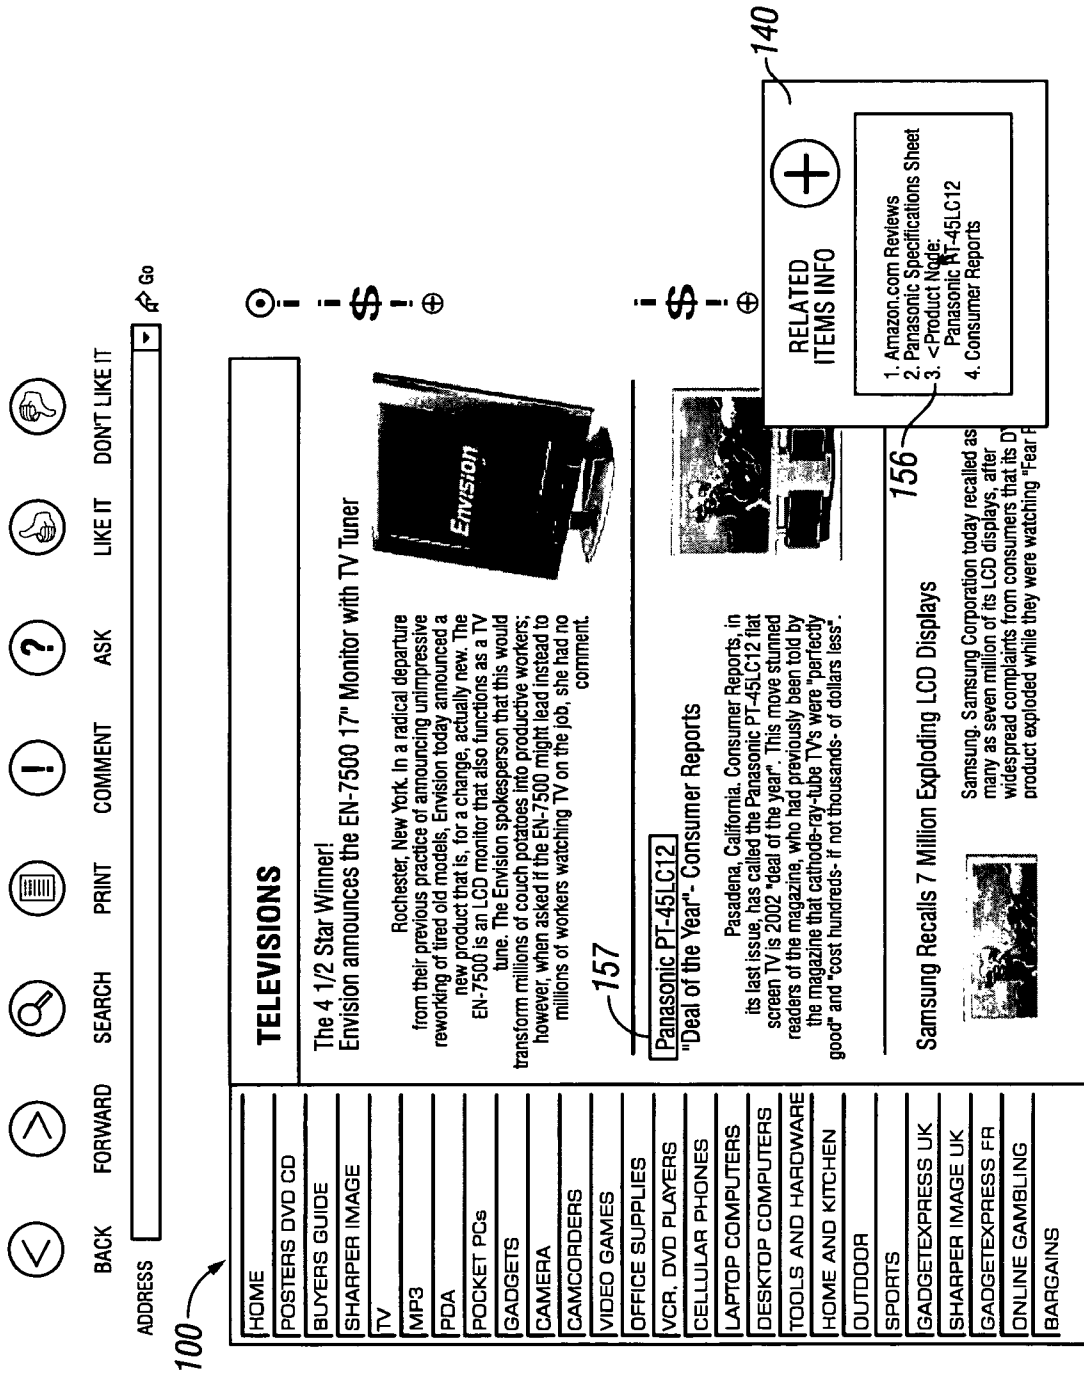 BACK
FORWARD
SEARCH
PRINT
COMMENT
ASK
LIKE IT
DON'T LIKE IT
ADDRESS
Go
100
HOME
POSTERS DVD CD
BUYERS GUIDE
SHARPER IMAGE
TV
MP3
PDA
POCKET PCs
GADGETS
CAMERA
CAMCORDERS
VIDEO GAMES
OFFICE SUPPLIES
VCR, DVD PLAYERS
CELLULAR PHONES
LAPTOP COMPUTERS
DESKTOP COMPUTERS
TOOLS AND HARDWARE
HOME AND KITCHEN
OUTDOOR
SPORTS
GADGETEXPRESS UK
SHARPER IMAGE UK
GADGETEXPRESS FR
ONLINE GAMBLING
BARGAINS
TELEVISIONS
The 4 1/2 Star Winner!
Envision announces the EN-7500 17" Monitor with TV Tuner
Rochester, New York. In a radical departure
from their previous practice of announcing unimpressive
reworking of tired old models, Envision today announced a
new product that is, for a change, actually new. The
EN-7500 is an LCD monitor that also functions as a TV
tune. The Envision spokesperson that this would
transform millions of couch potatoes into productive workers;
however, when asked if the EN-7500 might lead instead to
millions of workers watching TV on the job, she had no
comment.
Envision
157
Panasonic PT-45LC12
"Deal of the Year"- Consumer Reports
Pasadena, California. Consumer Reports, in
its last issue, has called the Panasonic PT-45LC12 flat
screen TV is 2002 "deal of the year". This move stunned
readers of the magazine, who had previously been told by
the magazine that cathode-ray-tube TV's were "perfectly
good" and "cost hundreds- if not thousands- of dollars less".
Samsung Recalls 7 Million Exploding LCD Displays
Samsung. Samsung Corporation today recalled as
many as seven million of its LCD displays, after
widespread complaints from consumers that its D
product exploded while they were watching "Fear F
140
RELATED
ITEMS INFO
1. Amazon.com Reviews
2. Panasonic Specifications Sheet
3. <Product Node:
Panasonic RT-45LC12
4. Consumer Reports
156